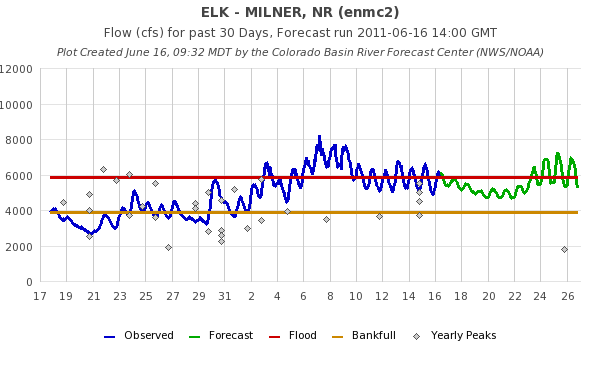 ELK - MILNER, NR (enmc2)
Flow (cfs) for past 30 Days, Forecast run 2011-06-16 14:00 GMT
Plot Created June 16, 09:32 MDT by the Colorado Basin River Forecast Center (NWS/NOAA)
12000
10000
8000
6000
4000
2000
0
17 19 21 23 25 27 29 31 2 4 6 8 10 12 14 16 18 20 22 24 26
Observed Forecast Flood Bankfull Yearly Peaks